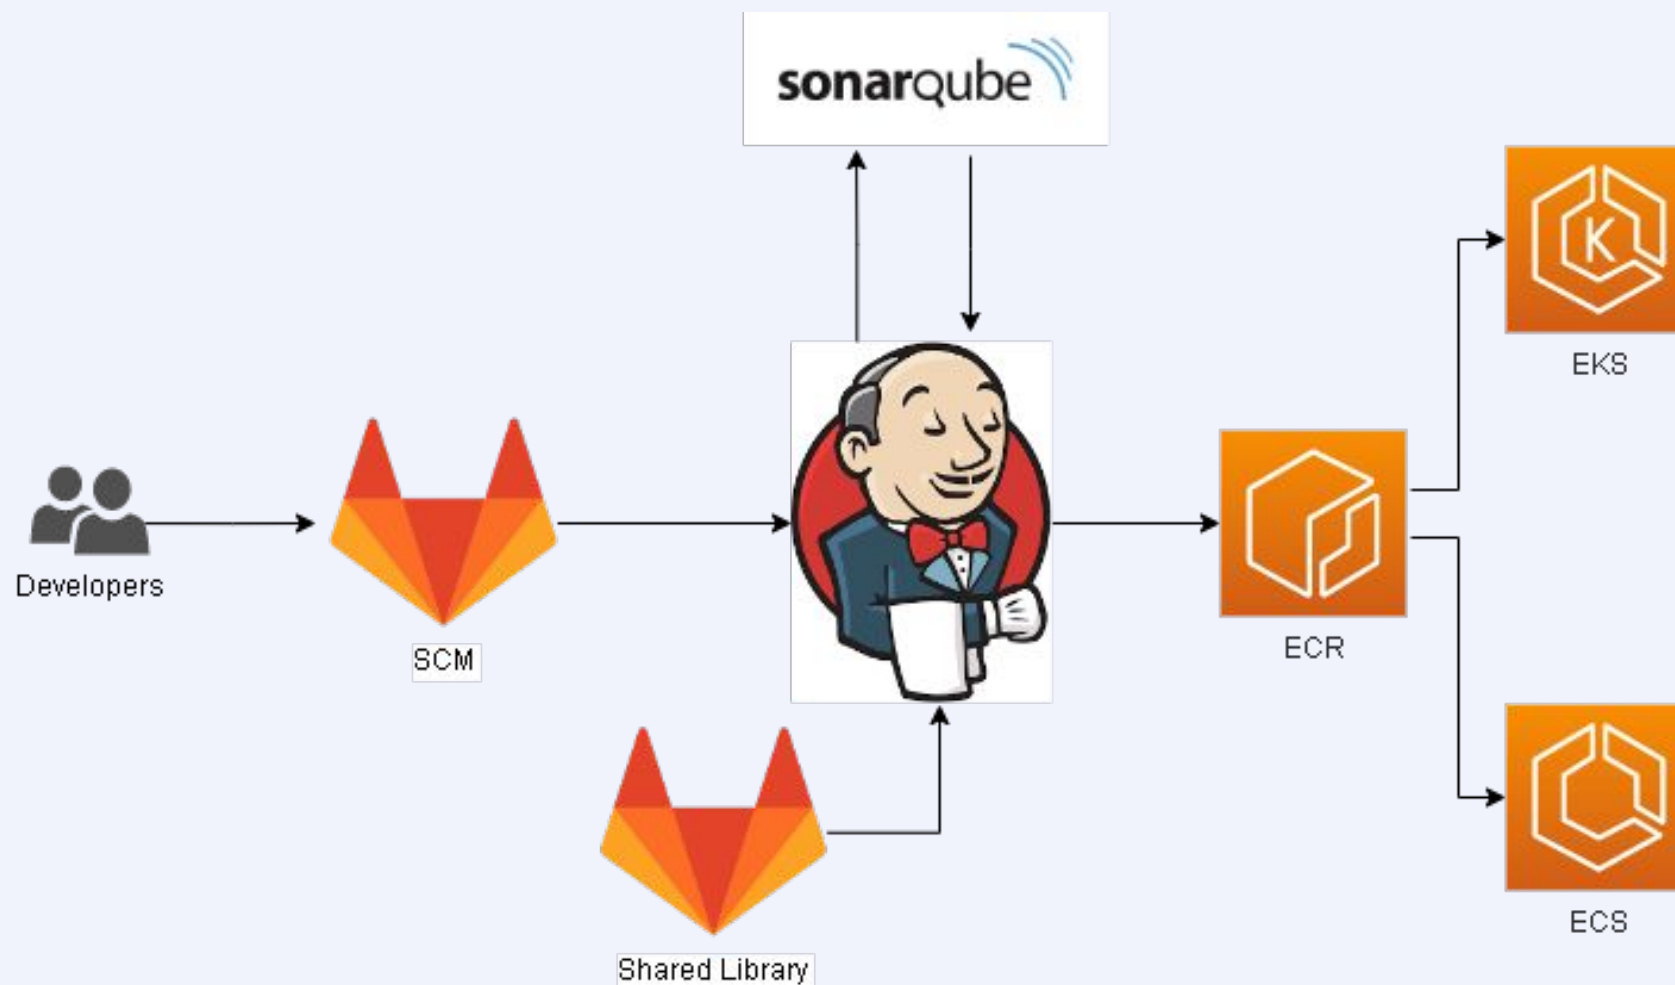 sonarqube
EKS
Developers
SCM
ECR
Shared Library
ECS
K